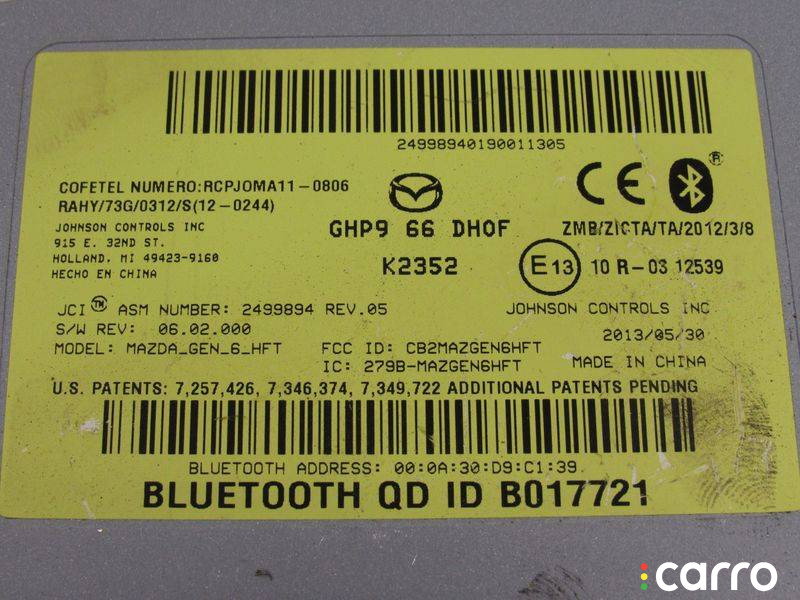 24998940190011305
COFETEL NUMERO:RCPJOMA11-0806
RAHY/73G/0312/S(12-0244)
JOHNSON CONTROLS INC
915 E. 32ND ST.
HOLLAND, MI 49423-9160
HECHO EN CHINA
GHP9 66 DH0F
K2352
CE
®
ZMB/ZICTA/TA/2012/3/8
E13 10 R-03 12539
JCI™ ASM NUMBER: 2499894 REV.05
S/W REV: 06.02.000
MODEL: MAZDA_GEN_6_HFT
FCC ID: CB2MAZGEN6HFT
IC: 279B-MAZGEN6HFT
JOHNSON CONTROLS INC
2013/05/30
MADE IN CHINA
U.S. PATENTS: 7,257,426, 7,346,374, 7,349,722 ADDITIONAL PATENTS PENDING
BLUETOOTH ADDRESS: 00:0A:30:D9:C1:39
BLUETOOTH QD ID B017721
carro